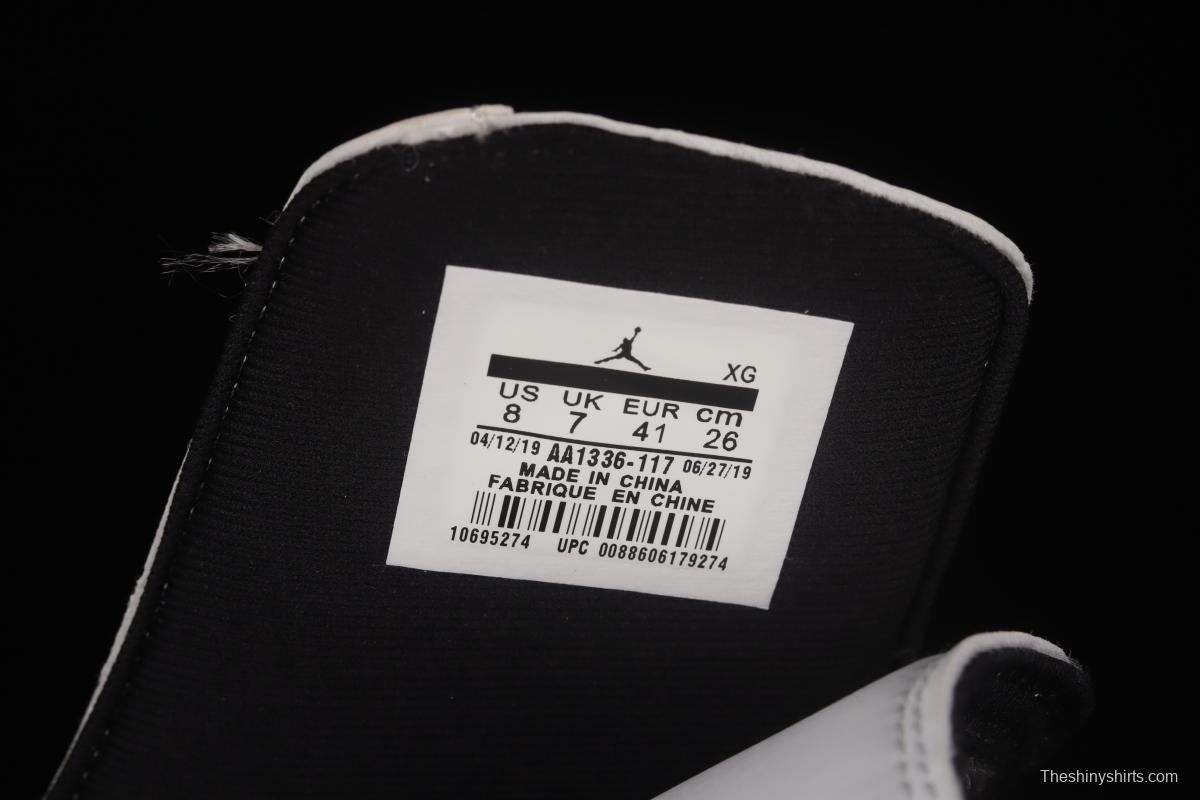 XG
US UK EUR cm
8 7 41 26
04/12/19 AA1336-117 06/27/19
MADE IN CHINA
FABRIQUE EN CHINE
10695274 UPC 0088606179274
Theshinyshirts.com